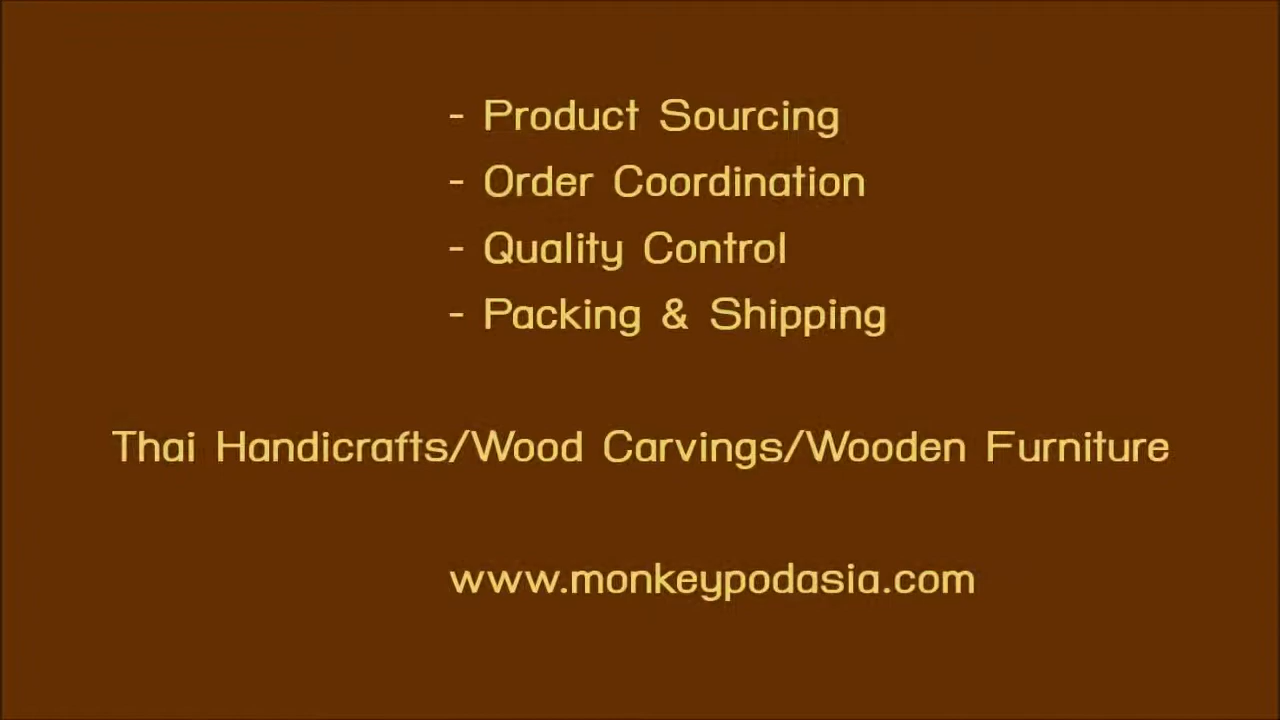 - Product Sourcing
- Order Coordination
- Quality Control
- Packing & Shipping
Thai Handicrafts/Wood Carvings/Wooden Furniture
www.monkeypodasia.com